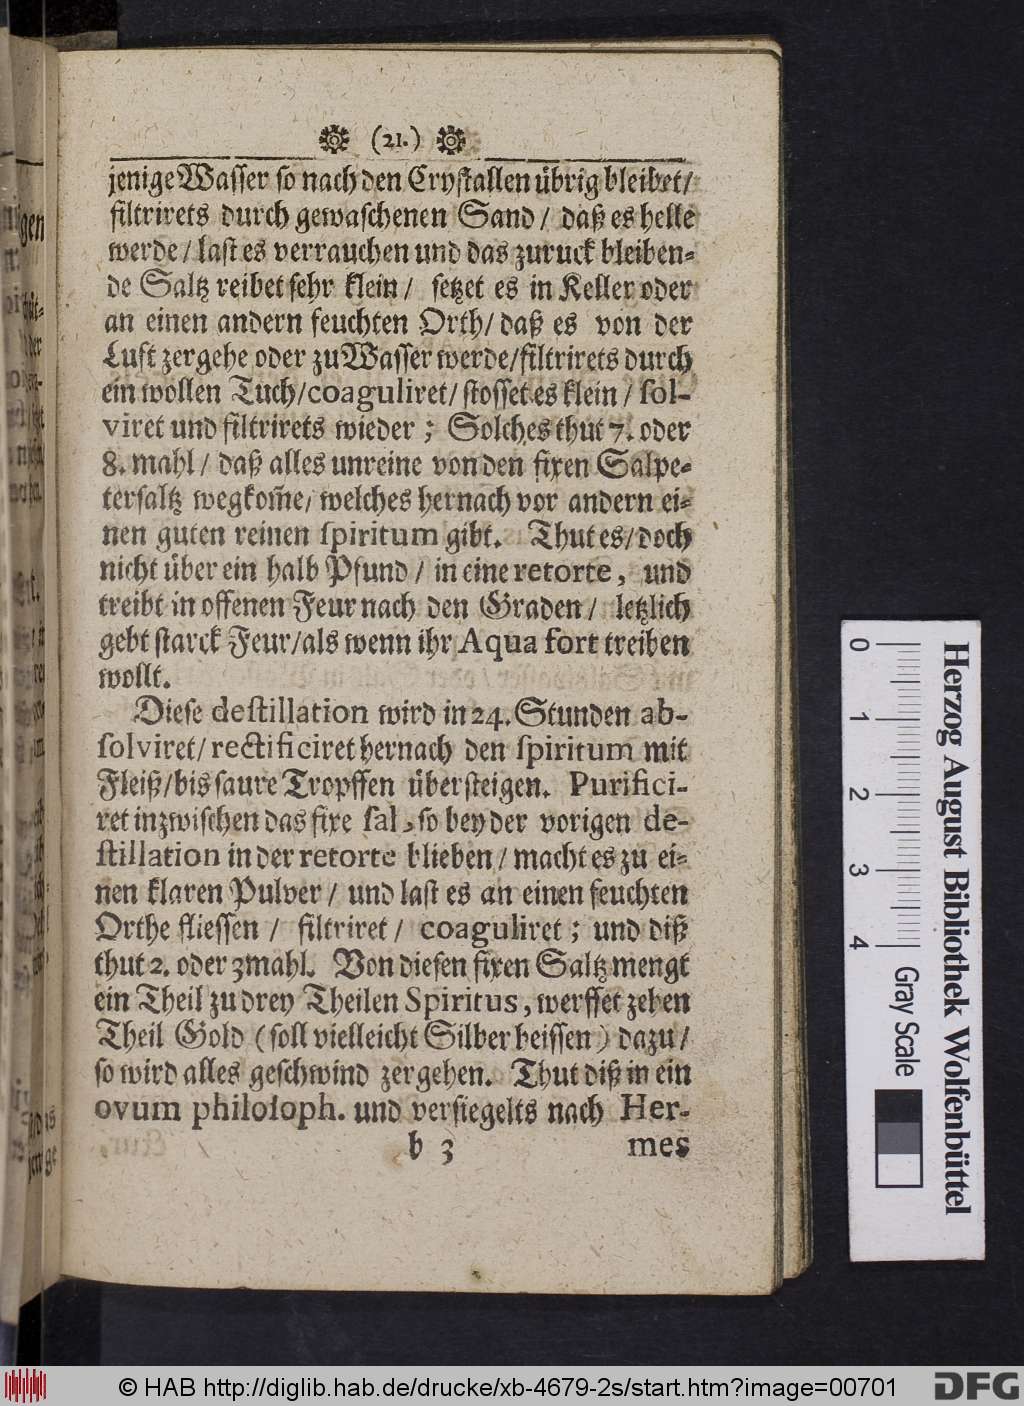 (21.)
jenige Wasser so nach den Crystallen übrig bleibet/
filtrirets durch gewaschenen Sand / daß es helle
werde / last es verrauchen und das zuruck bleiben-
de Saltz reibet sehr klein / setzet es in Keller oder
an einen andern feuchten Orth/ daß es von der
Lufft zergehe oder zu Wasser werde/filtrirets durch
ein wollen Tuch/coaguliret/ stosset es klein / sol-
viret und filtrirets wieder; Solches thut 7. oder
8. mahl / daß alles unreine von den fixen Salpe-
tersaltz wegkom̃e, welches hernach vor andern ei-
nen guten reinen spiritum gibt. Thut es/ doch
nicht über ein halb Pfund / in eine retorte, und
treibt in offenen Feur nach den Graden / letzlich
gebt starck Feur/als wenn ihr Aqua fort treiben
wollt.
Diese destillation wird in 24. Stunden ab-
solviret/ rectificiret hernach den spiritum mit
Fleiß/bis saure Tropffen übersteigen. Purifici-
ret inzwischen das fixe sal, so bey der vorigen de-
stillation in der retorte blieben / macht es zu ei-
nen klaren Pulver / und last es an einen feuchten
Orthe fliessen / filtriret / coaguliret; und diß
thut 2. oder 3mahl. Von diesen fixen Saltz mengt
ein Theil zu drey Theilen Spiritus, werffet zehen
Theil Gold (soll vielleicht Silber heissen) dazu /
so wird alles geschwind zergehen. Thut diß in ein
ovum philosoph. und versiegelts nach Her-
b 3 mes
0 1 2 3 4 Gray Scale
Herzog August Bibliothek Wolfenbüttel
© HAB http://diglib.hab.de/drucke/xb-4679-2s/start.htm?image=00701
DFG